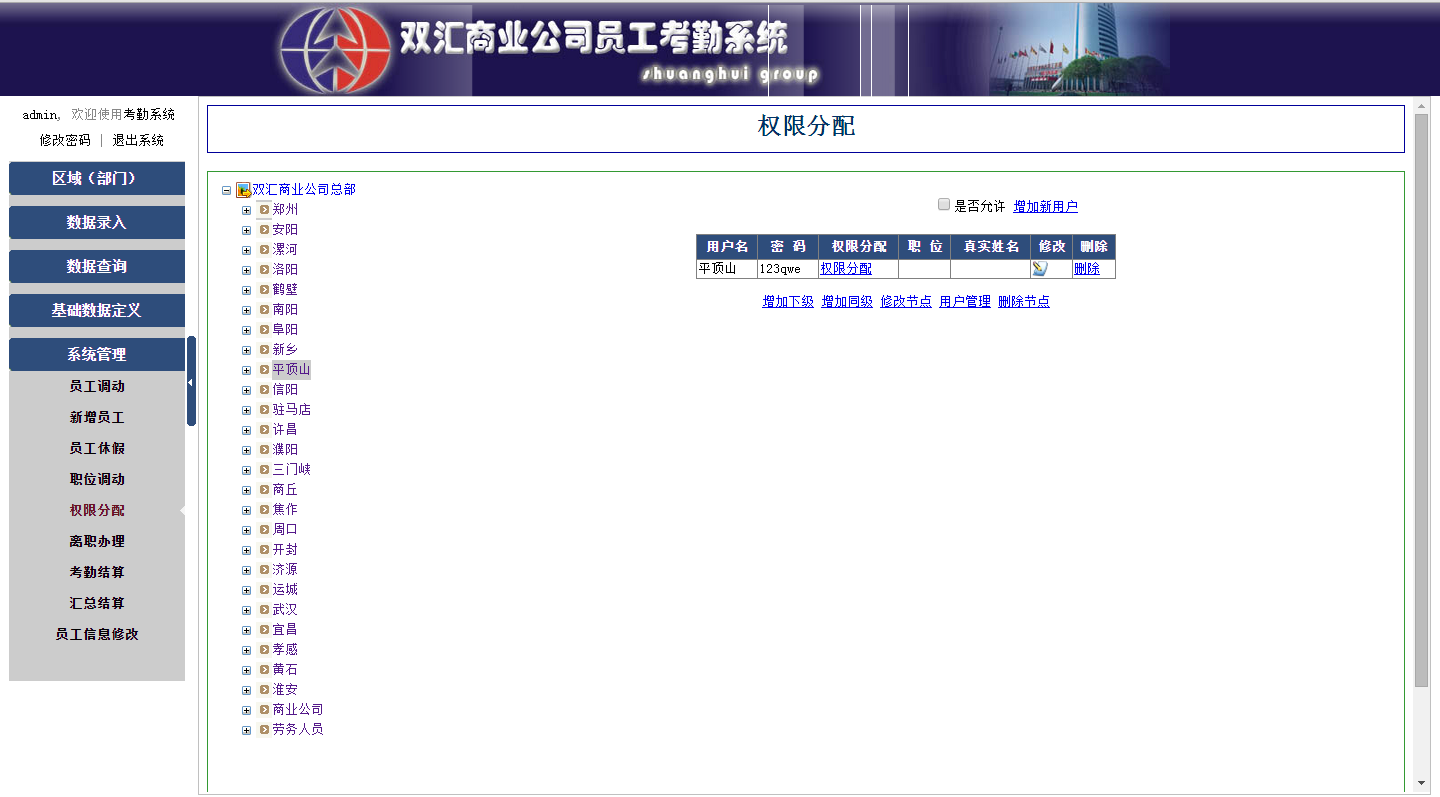 双汇商业公司员工考勤系统
shuanghui group
admin, 欢迎使用考勤系统
修改密码 | 退出系统
区域（部门）
数据录入
数据查询
基础数据定义
系统管理
员工调动
新增员工
员工休假
职位调动
权限分配
离职办理
考勤结算
汇总结算
员工信息修改
权限分配
双汇商业公司总部
郑州
安阳
漯河
洛阳
鹤壁
南阳
阜阳
新乡
平顶山
信阳
驻马店
许昌
濮阳
三门峡
商丘
焦作
周口
开封
济源
运城
武汉
宜昌
孝感
黄石
淮安
商业公司
劳务人员
是否允许 增加新用户
用户名 密 码 权限分配 职 位 真实姓名 修改 删除
平顶山 123qwe 权限分配 删除
增加下级 增加同级 修改节点 用户管理 删除节点